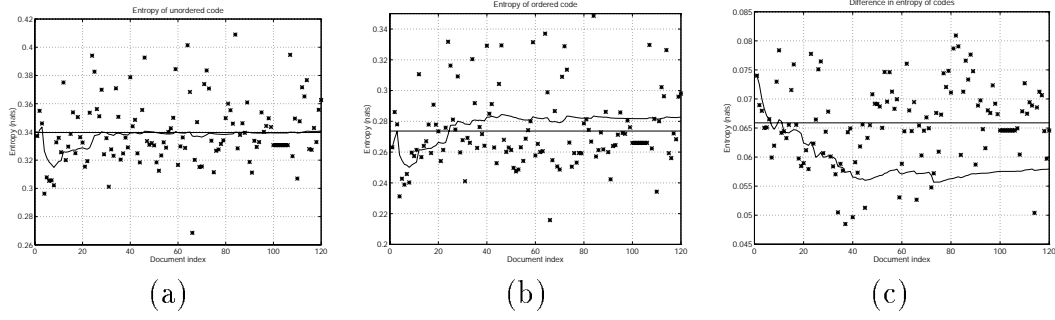 Entropy of unordered code
0.42
0.4
0.38
0.36
0.34
0.32
0.3
0.28
0.26
Entropy (nats)
0 20 40 60 80 100 120
Document index
(a)
Entropy of ordered code
0.34
0.32
0.3
0.28
0.26
0.24
0.22
0.2
Entropy (nats)
0 20 40 60 80 100 120
Document index
(b)
Difference in entropy of codes
0.085
0.08
0.075
0.07
0.065
0.06
0.055
0.05
0.045
Entropy (nats)
0 20 40 60 80 100 120
Document index
(c)